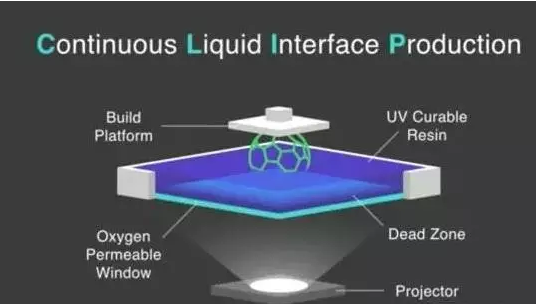 Continuous Liquid Interface Production
Build
Platform
UV Curable
Resin
Oxygen
Permeable
Window
Dead Zone
Projector